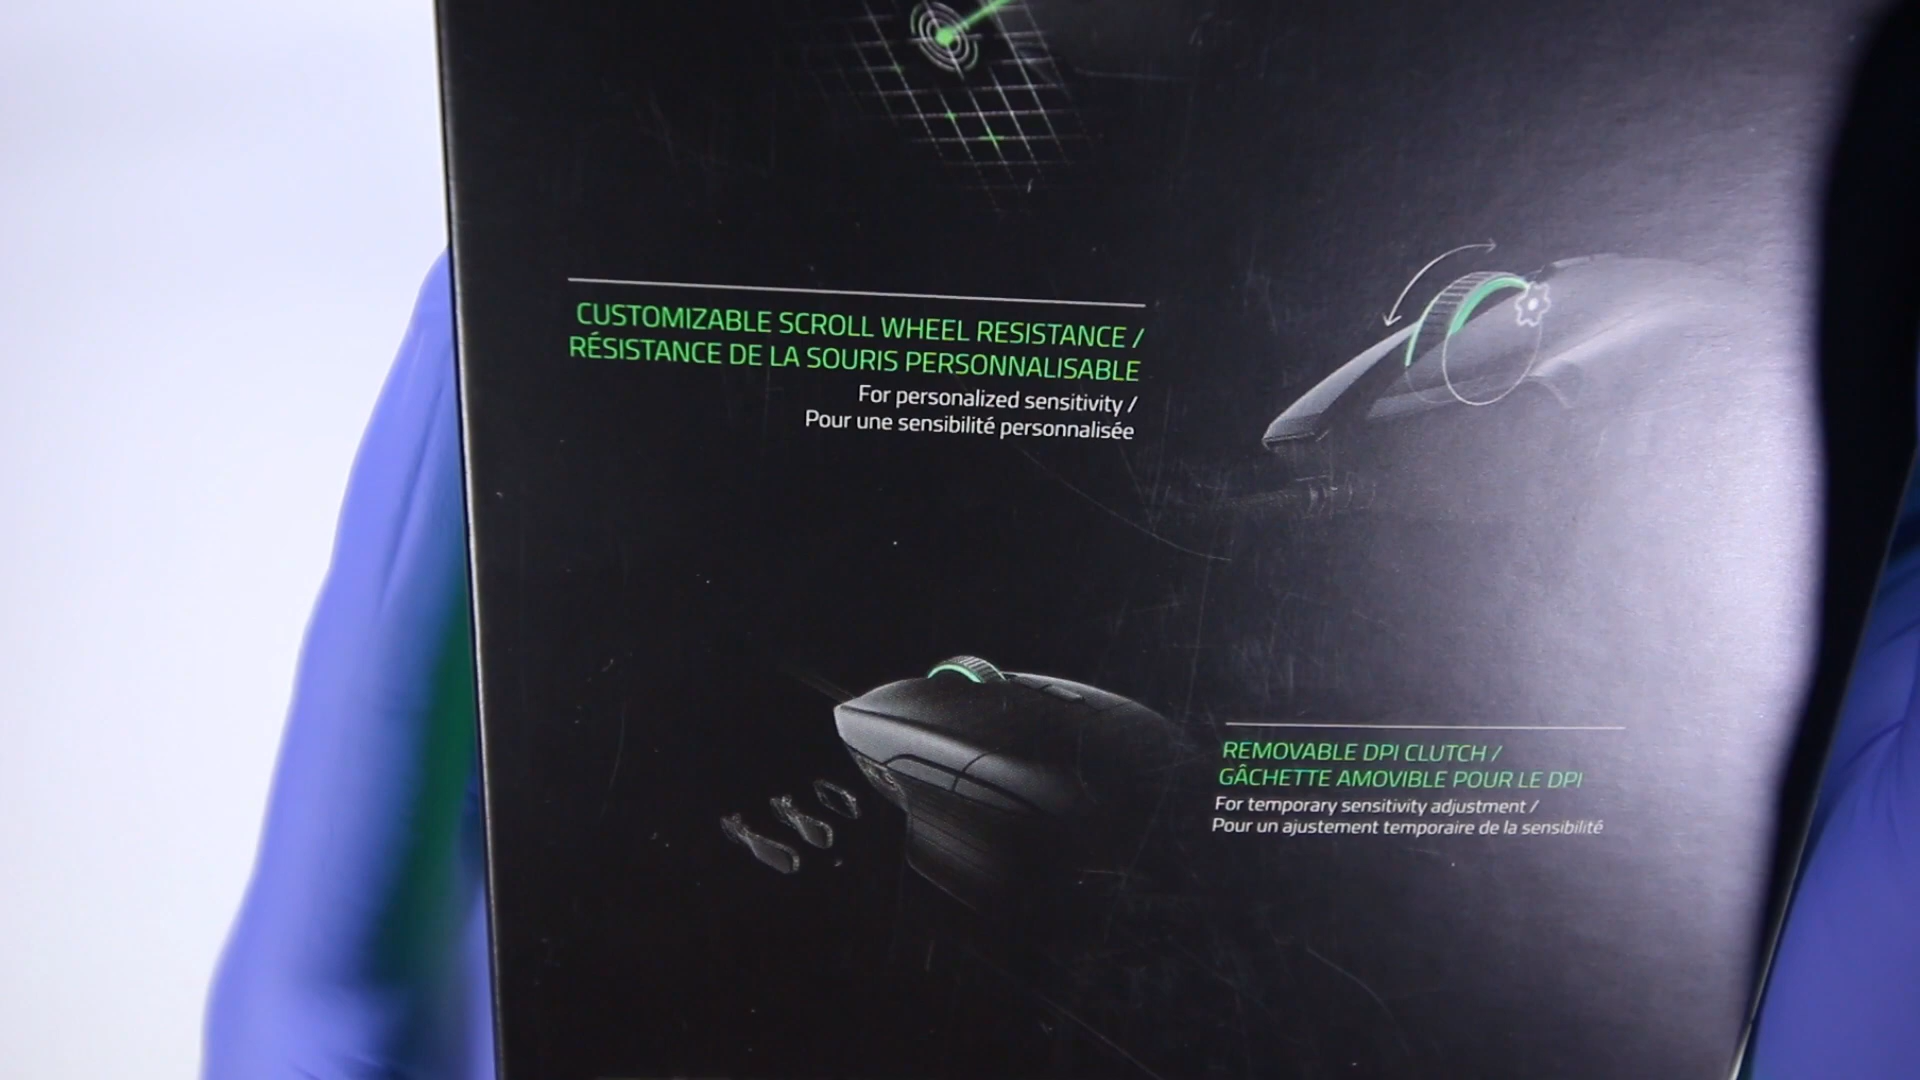 CUSTOMIZABLE SCROLL WHEEL RESISTANCE /
RÉSISTANCE DE LA SOURIS PERSONNALISABLE
For personalized sensitivity /
Pour une sensibilité personnalisée
REMOVABLE DPI CLUTCH /
GÂCHETTE AMOVIBLE POUR LE DPI
For temporary sensitivity adjustment /
Pour un ajustement temporaire de la sensibilité